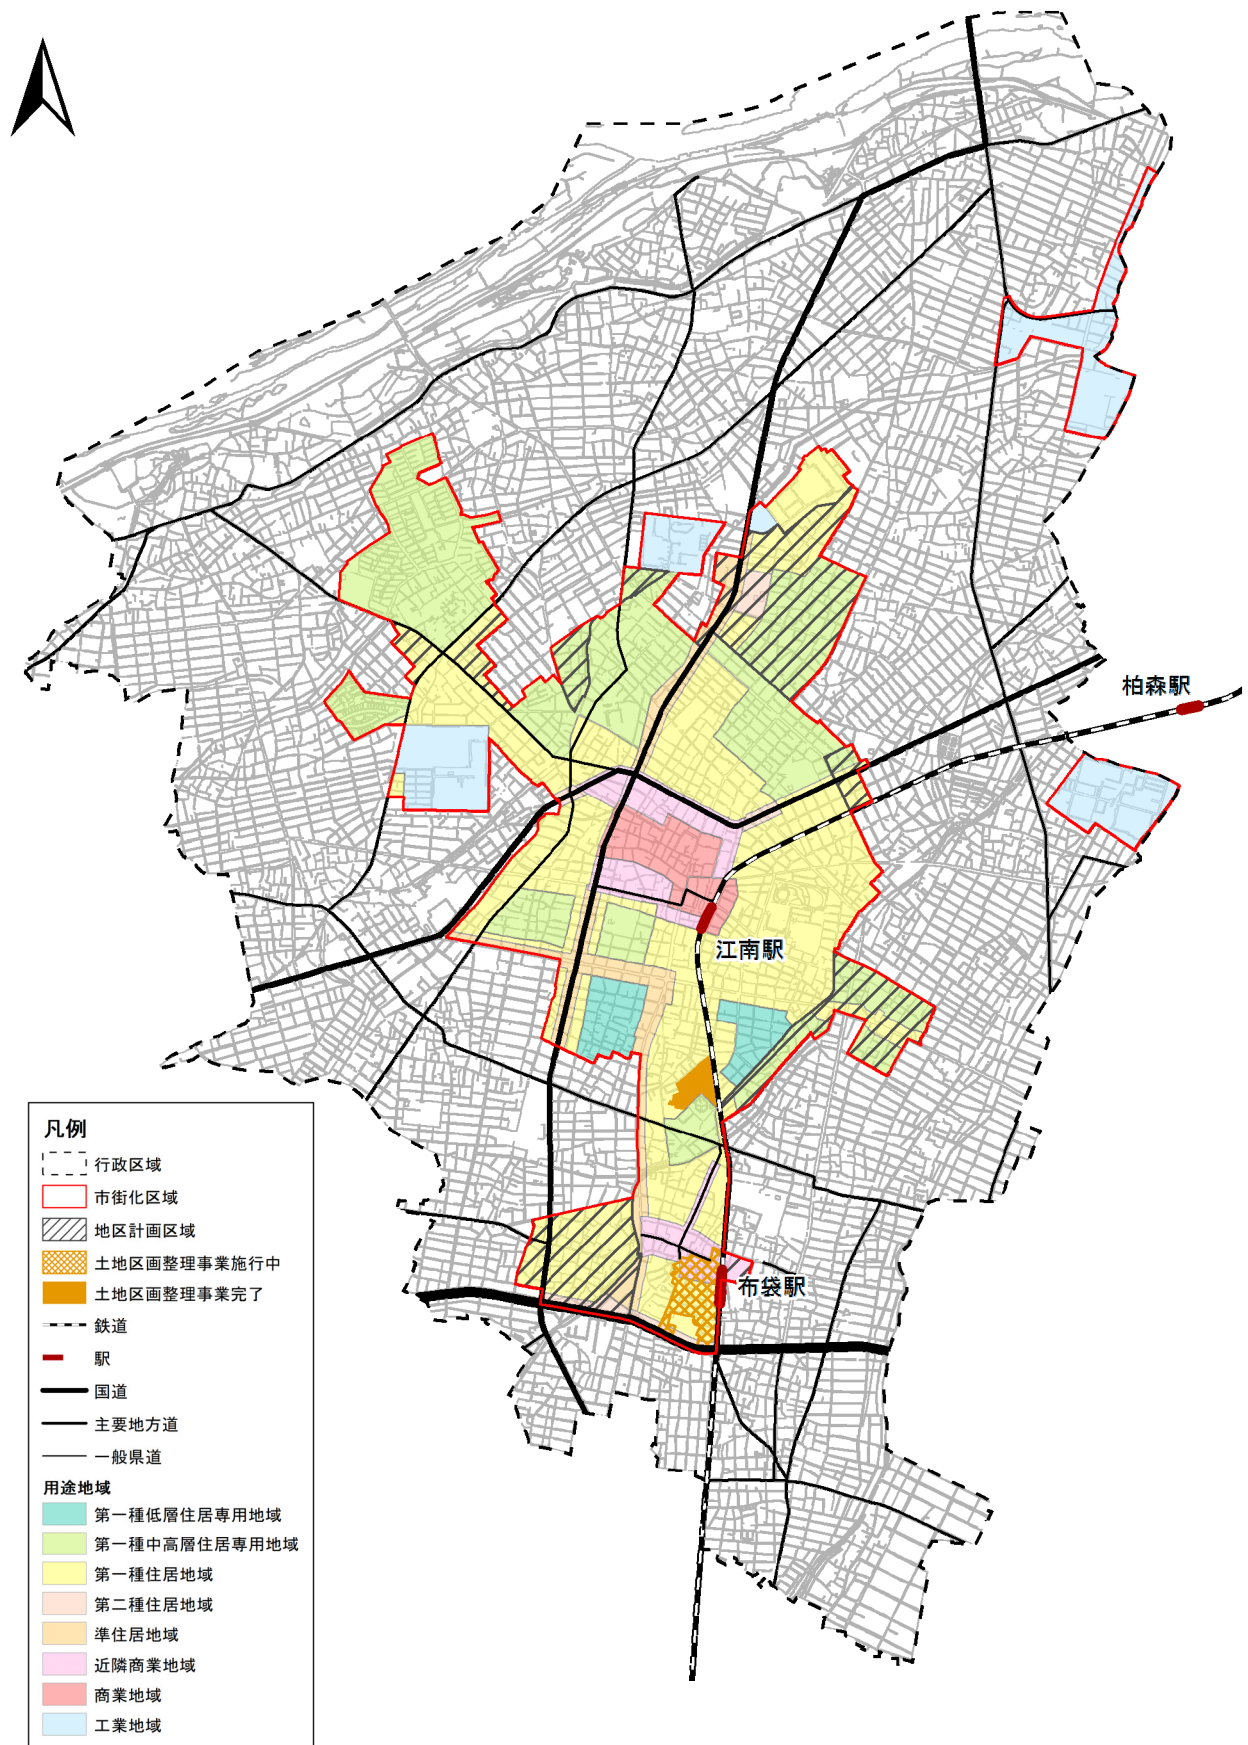 柏森駅
江南駅
布袋駅
凡例
行政区域
市街化区域
地区計画区域
土地区画整理事業施行中
土地区画整理事業完了
鉄道
駅
国道
主要地方道
一般県道
用途地域
第一種低層住居専用地域
第一種中高層住居専用地域
第一種住居地域
第二種住居地域
準住居地域
近隣商業地域
商業地域
工業地域